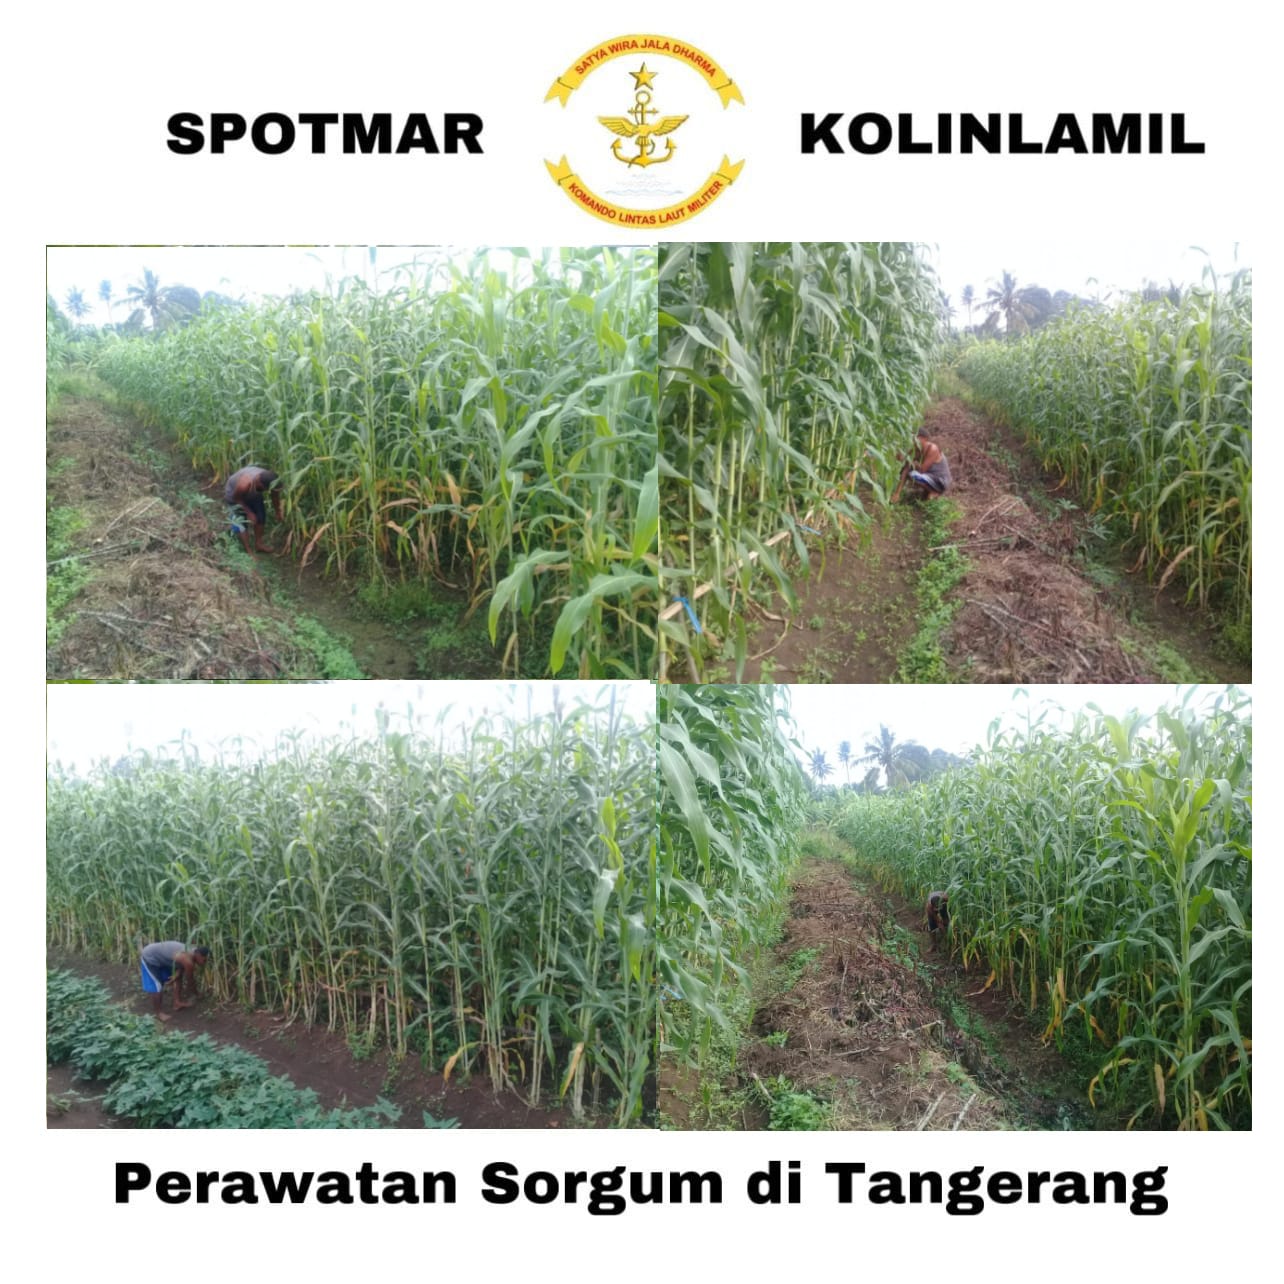 SPOTMAR
SATYA WIRA JALA DHARMA
KOMANDO LINTAS LAUT MILITER
KOLINLAMIL
Perawatan Sorgum di Tangerang